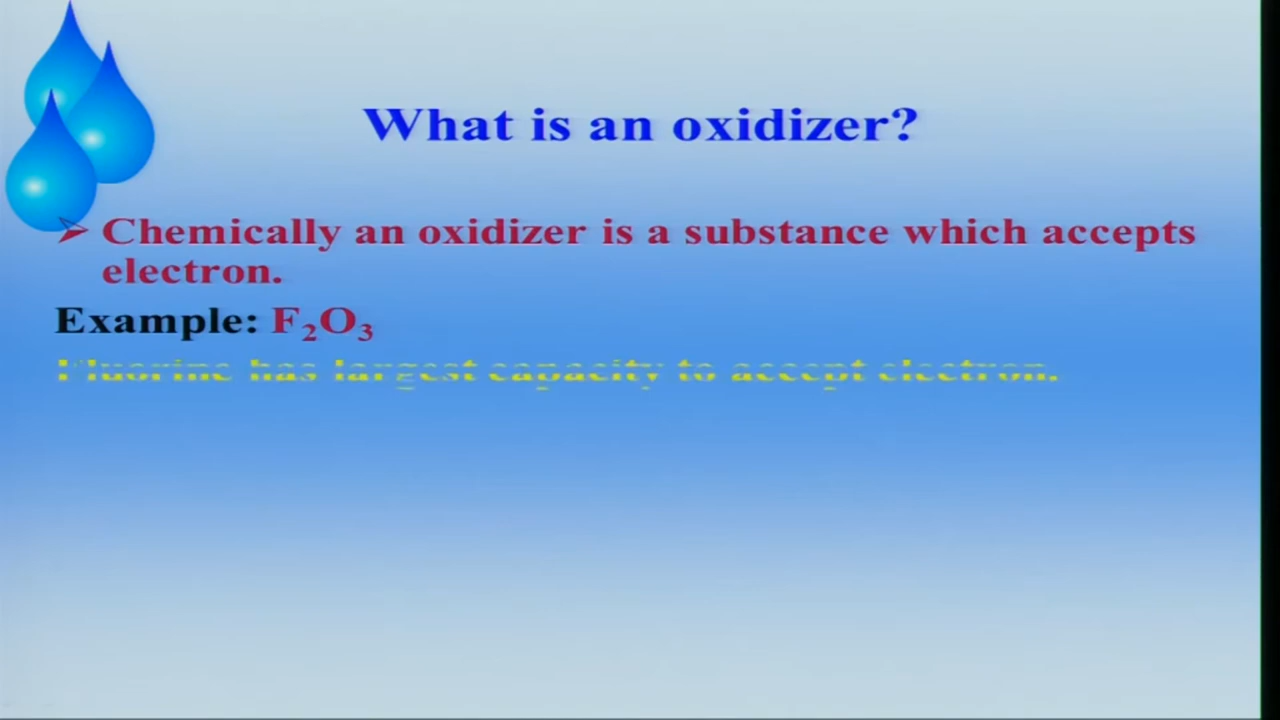 What is an oxidizer?
➢ Chemically an oxidizer is a substance which accepts
electron.
Example: F₂O₃
Fluorine has largest capacity to accept electron.